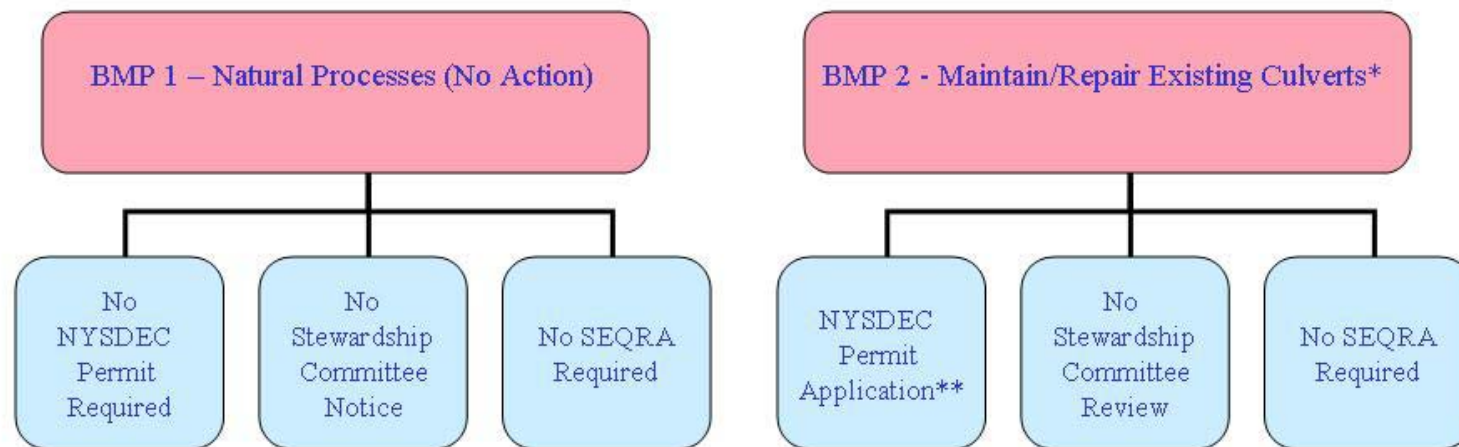 BMP 1 – Natural Processes (No Action)
No
NYSDEC
Permit
Required
No
Stewardship
Committee
Notice
No SEQRA
Required
BMP 2 - Maintain/Repair Existing Culverts*
NYSDEC
Permit
Application**
No
Stewardship
Committee
Review
No SEQRA
Required